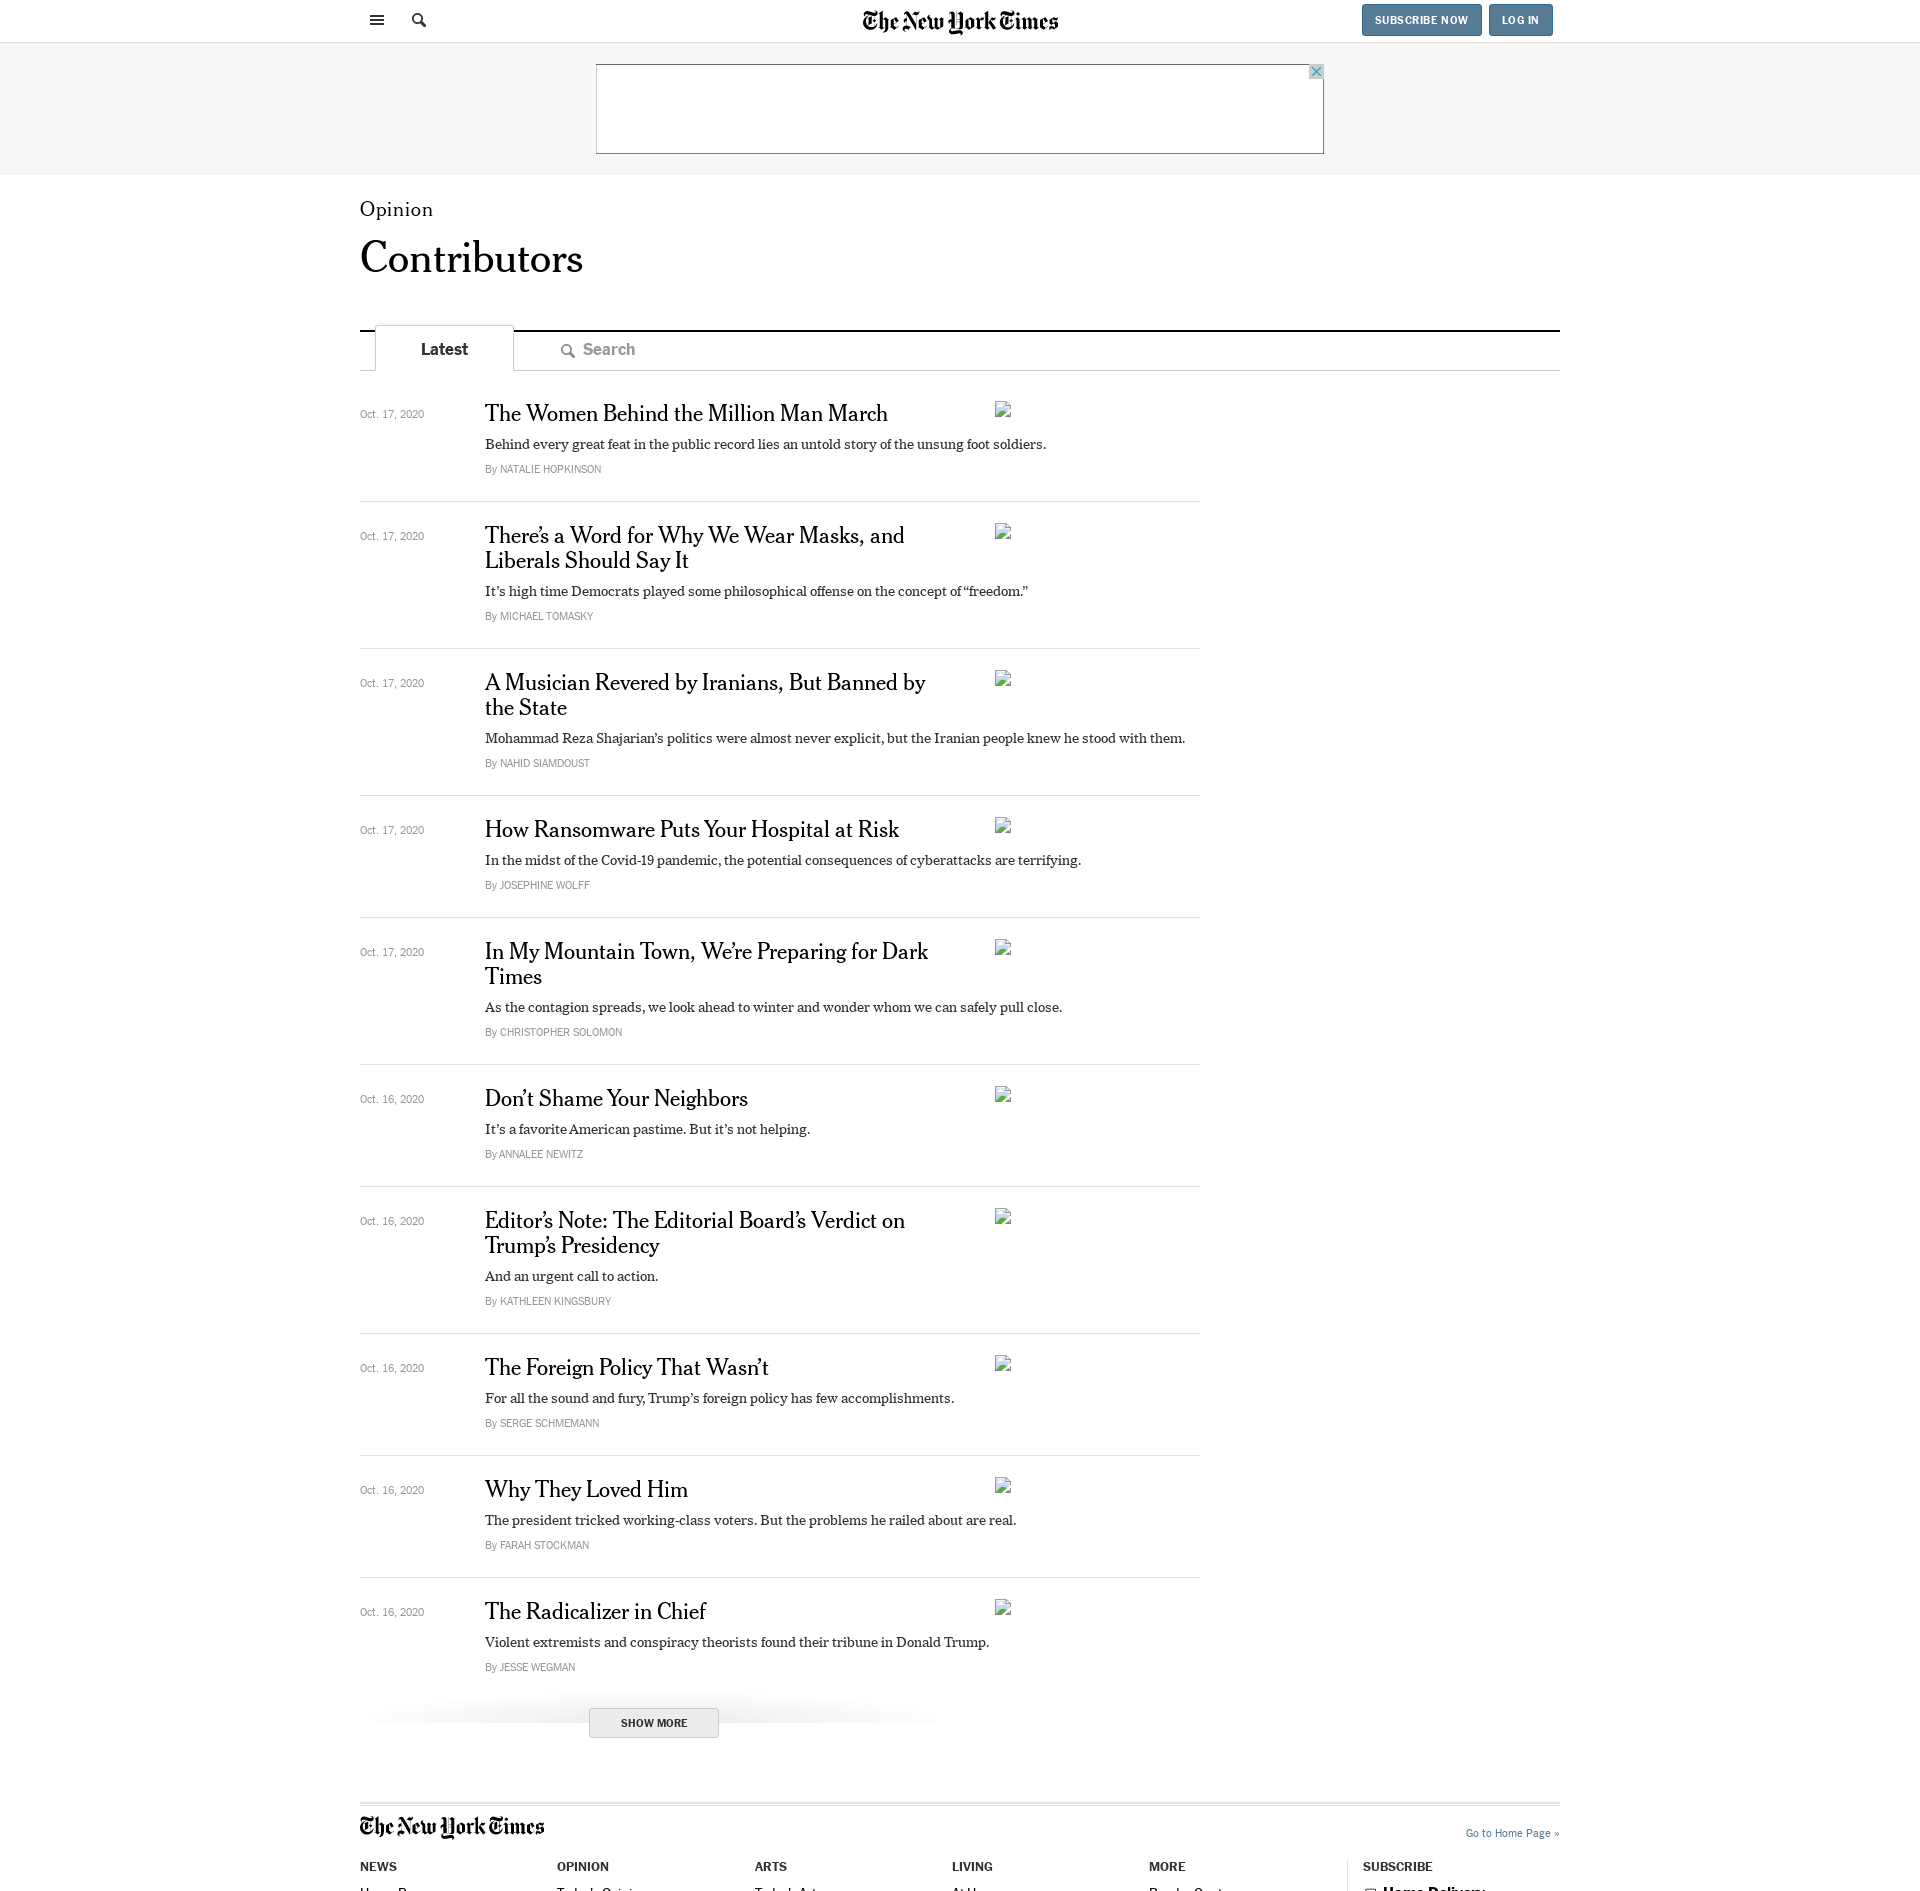 The New York Times
SUBSCRIBE NOW
LOG IN
Opinion
Contributors
Latest
Search
Oct. 17, 2020
The Women Behind the Million Man March
Behind every great feat in the public record lies an untold story of the unsung foot soldiers.
By NATALIE HOPKINSON
Oct. 17, 2020
There’s a Word for Why We Wear Masks, and
Liberals Should Say It
It’s high time Democrats played some philosophical offense on the concept of “freedom.”
By MICHAEL TOMASKY
Oct. 17, 2020
A Musician Revered by Iranians, But Banned by
the State
Mohammad Reza Shajarian’s politics were almost never explicit, but the Iranian people knew he stood with them.
By NAHID SIAMDOUST
Oct. 17, 2020
How Ransomware Puts Your Hospital at Risk
In the midst of the Covid-19 pandemic, the potential consequences of cyberattacks are terrifying.
By JOSEPHINE WOLFF
Oct. 17, 2020
In My Mountain Town, We’re Preparing for Dark
Times
As the contagion spreads, we look ahead to winter and wonder whom we can safely pull close.
By CHRISTOPHER SOLOMON
Oct. 16, 2020
Don’t Shame Your Neighbors
It’s a favorite American pastime. But it’s not helping.
By ANNALEE NEWITZ
Oct. 16, 2020
Editor’s Note: The Editorial Board’s Verdict on
Trump’s Presidency
And an urgent call to action.
By KATHLEEN KINGSBURY
Oct. 16, 2020
The Foreign Policy That Wasn’t
For all the sound and fury, Trump’s foreign policy has few accomplishments.
By SERGE SCHMEMANN
Oct. 16, 2020
Why They Loved Him
The president tricked working-class voters. But the problems he railed about are real.
By FARAH STOCKMAN
Oct. 16, 2020
The Radicalizer in Chief
Violent extremists and conspiracy theorists found their tribune in Donald Trump.
By JESSE WEGMAN
SHOW MORE
The New York Times
Go to Home Page »
NEWS
OPINION
ARTS
LIVING
MORE
SUBSCRIBE
Home Delivery